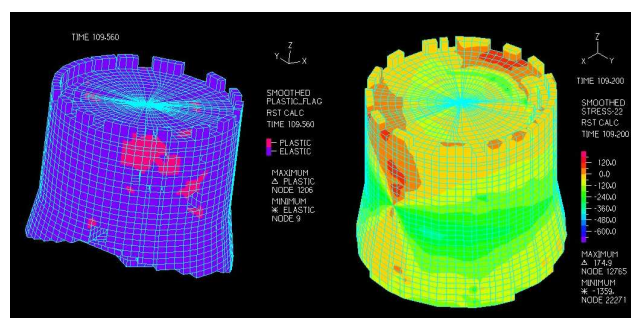 TIME 109.560
Z
Y
X
SMOOTHED
PLASTIC_FLAG
RST CALC
TIME 109.560
PLASTIC
ELASTIC
MAXIMUM
Δ PLASTIC
NODE 1206
MINIMUM
✳ ELASTIC
NODE 9
Z
X
Y
TIME 109.200
SMOOTHED
STRESS-22
RST CALC
TIME 109.200
120.0
0.0
-120.0
-240.0
-360.0
-480.0
-600.0
MAXIMUM
Δ 174.9
NODE 12765
MINIMUM
✳ -1359.
NODE 22271